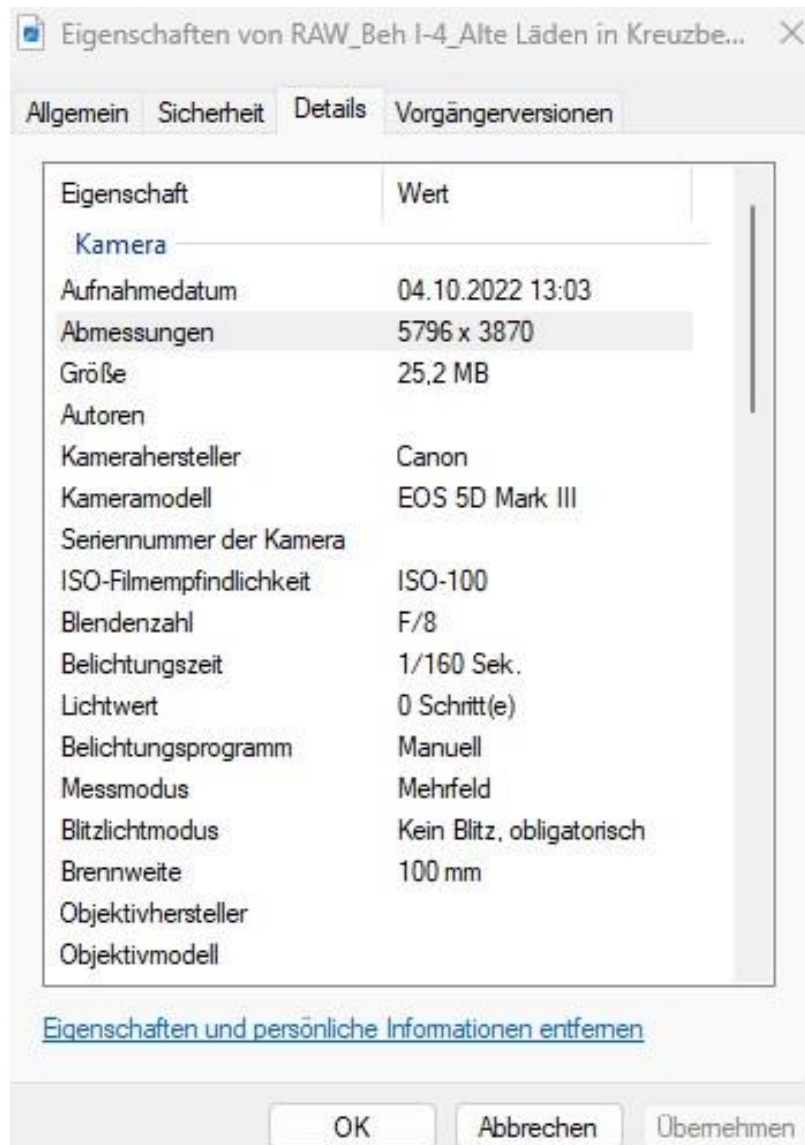 Eigenschaften von RAW_Beh I-4_Alte Läden in Kreuzbe...
Allgemein Sicherheit Details Vorgängerversionen
Eigenschaft Wert
Kamera
Aufnahmedatum 04.10.2022 13:03
Abmessungen 5796 x 3870
Größe 25,2 MB
Autoren
Kamerahersteller Canon
Kameramodell EOS 5D Mark III
Seriennummer der Kamera
ISO-Filmempfindlichkeit ISO-100
Blendenzahl F/8
Belichtungszeit 1/160 Sek.
Lichtwert 0 Schritt(e)
Belichtungsprogramm Manuell
Messmodus Mehrfeld
Blitzlichtmodus Kein Blitz, obligatorisch
Brennweite 100 mm
Objektivhersteller
Objektivmodell
Eigenschaften und persönliche Informationen entfernen
OK Abbrechen Übernehmen